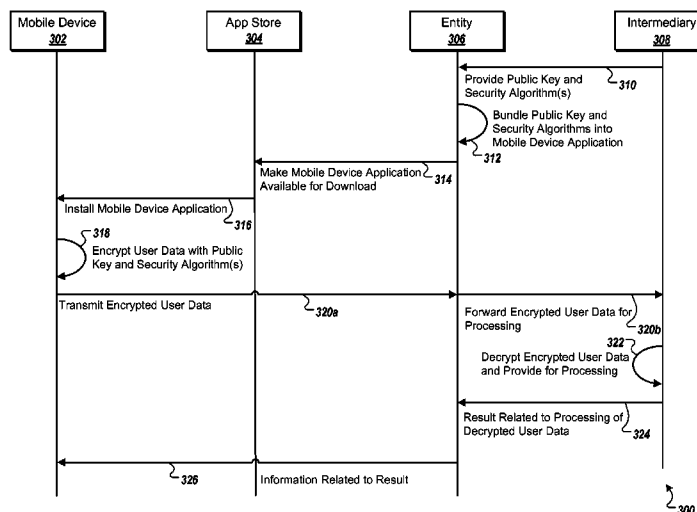 Mobile Device
302
App Store
304
Entity
306
Intermediary
308
310
Provide Public Key and
Security Algorithm(s)
Bundle Public Key and
Security Algorithms into
Mobile Device Application
312
Make Mobile Device Application
Available for Download
314
Install Mobile Device Application
316
318
Encrypt User Data with Public
Key and Security Algorithm(s)
Transmit Encrypted User Data
320a
Forward Encrypted User Data for
Processing
320b
322
Decrypt Encrypted User Data
and Provide for Processing
Result Related to Processing of
Decrypted User Data
324
326
Information Related to Result
300